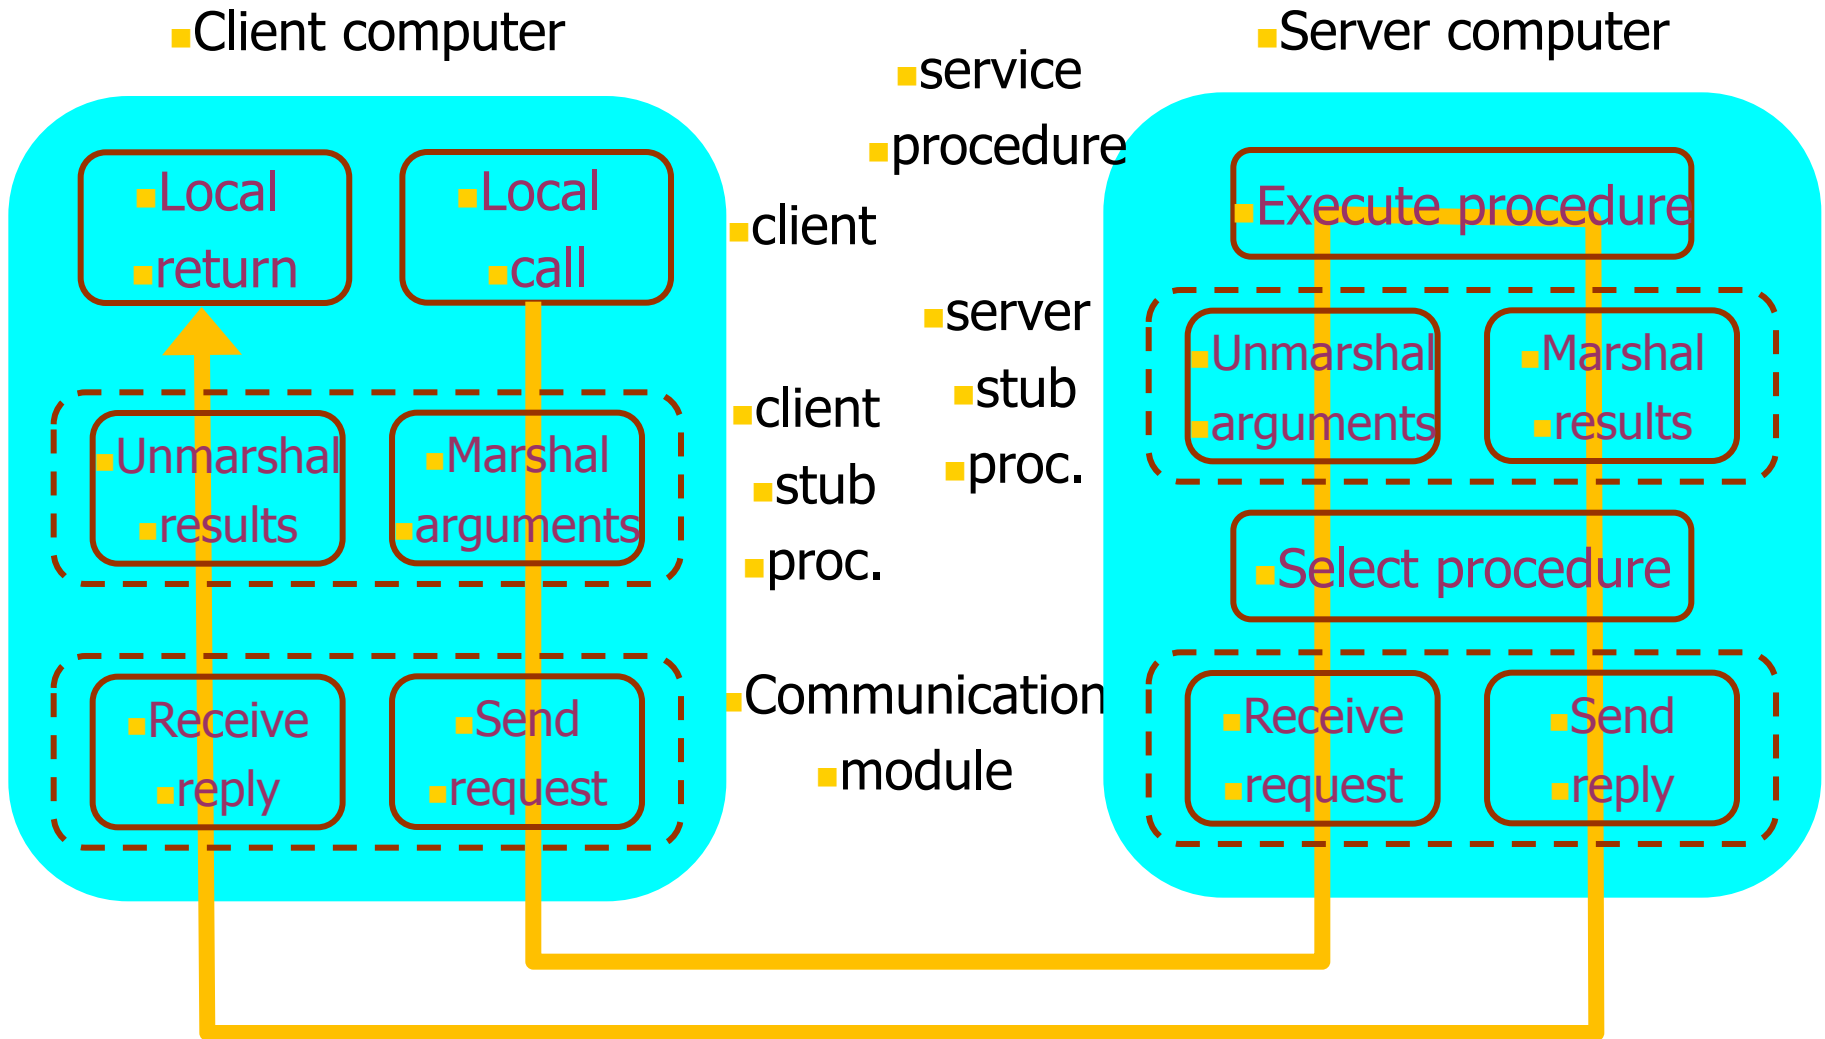 ■Client computer
■Local
■return
■Local
■call
■Unmarshal
■results
■Marshal
■arguments
■Receive
■reply
■Send
■request
■service
■procedure
■client
■server
■stub
■proc.
■client
■stub
■proc.
■Communication
■module
■Server computer
■Execute procedure
■Unmarshal
■arguments
■Marshal
■results
■Select procedure
■Receive
■request
■Send
■reply